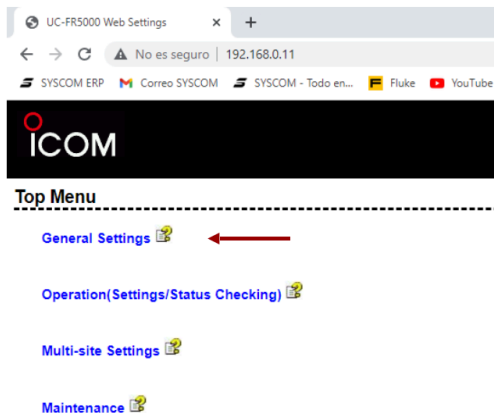 UC-FR5000 Web Settings
No es seguro | 192.168.0.11
SYSCOM ERP Correo SYSCOM SYSCOM - Todo en... Fluke YouTube
ICOM
Top Menu
General Settings
Operation(Settings/Status Checking)
Multi-site Settings
Maintenance